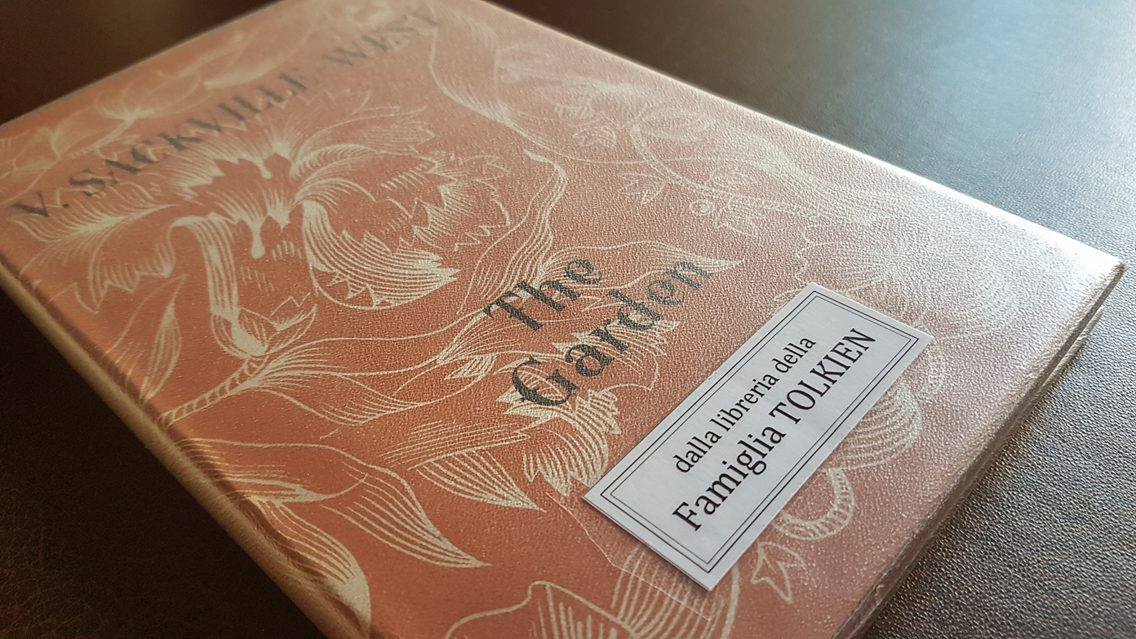 V. SACKVILLE-WEST
The
Garden
dalla libreria della
Famiglia TOLKIEN